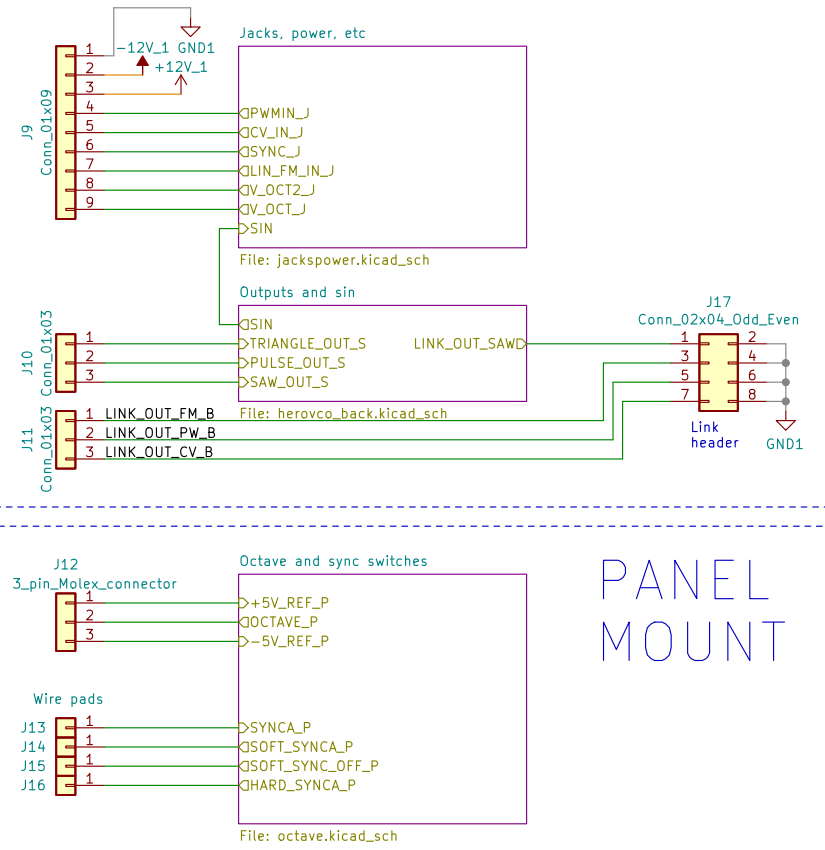 Jacks, power, etc
J9
Conn_01x09
1
2
3
4
5
6
7
8
9
-12V_1
GND1
+12V_1
PWMIN_J
CV_IN_J
SYNC_J
LIN_FM_IN_J
V_OCT2_J
V_OCT_J
SIN
File: jackspower.kicad_sch
Outputs and sin
SIN
J10
Conn_01x03
1
2
3
TRIANGLE_OUT_S
PULSE_OUT_S
SAW_OUT_S
LINK_OUT_SAW
File: herovco_back.kicad_sch
J11
Conn_01x03
1 LINK_OUT_FM_B
2 LINK_OUT_PW_B
3 LINK_OUT_CV_B
J17
Conn_02x04_Odd_Even
1 2
3 4
5 6
7 8
Link
header
GND1
J12
3_pin_Molex_connector
1
2
3
Octave and sync switches
+5V_REF_P
OCTAVE_P
-5V_REF_P
PANEL
MOUNT
Wire pads
J13 1
J14 1
J15 1
J16 1
SYNCA_P
SOFT_SYNCA_P
SOFT_SYNC_OFF_P
HARD_SYNCA_P
File: octave.kicad_sch